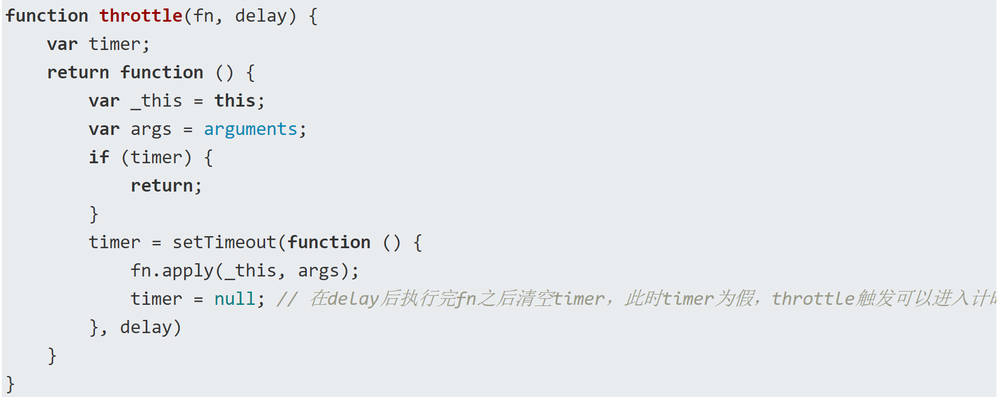 function throttle(fn, delay) {
    var timer;
    return function () {
        var _this = this;
        var args = arguments;
        if (timer) {
            return;
        }
        timer = setTimeout(function () {
            fn.apply(_this, args);
            timer = null; // 在delay后执行完fn之后清空timer，此时timer为假，throttle触发可以进入计
        }, delay)
    }
}